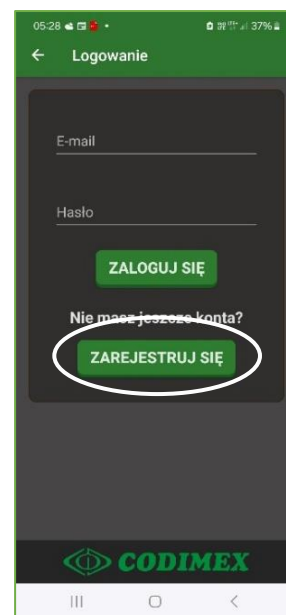 05:28
37%
Logowanie
E-mail
Hasło
ZALOGUJ SIĘ
Nie masz jeszcze konta?
ZAREJESTRUJ SIĘ
CODIMEX